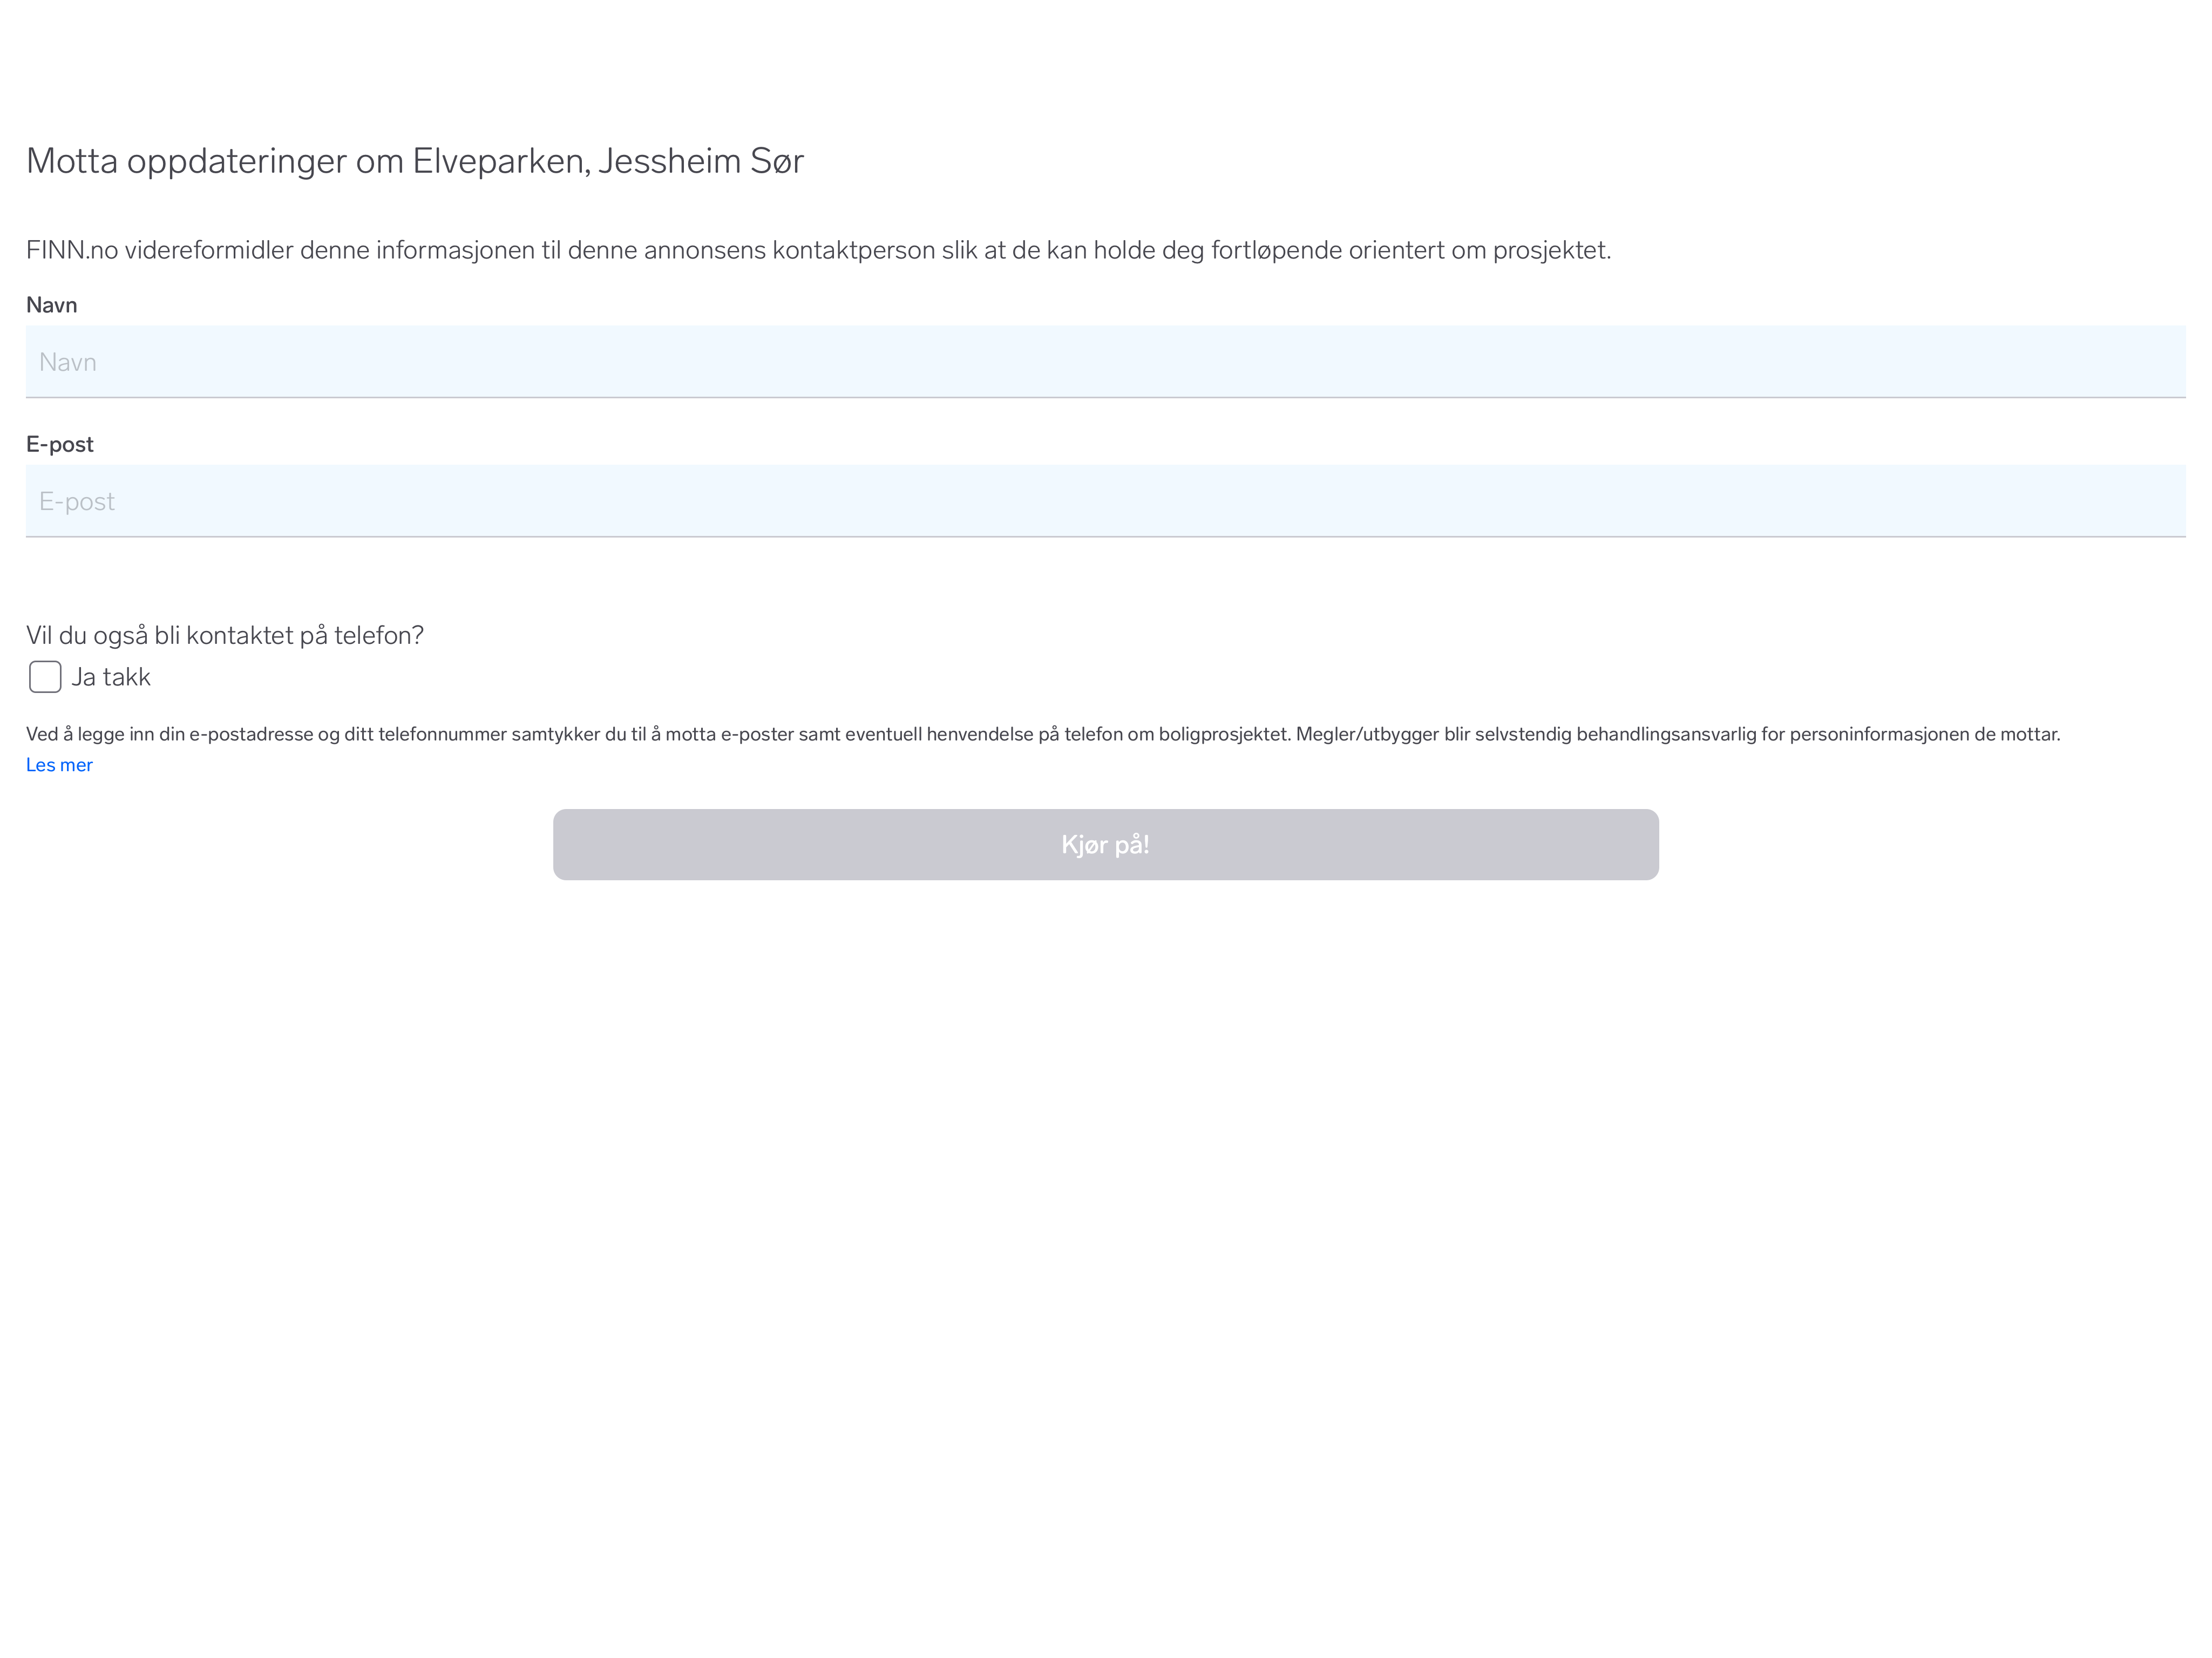 Motta oppdateringer om Elveparken, Jessheim Sør
FINN.no videreformidler denne informasjonen til denne annonsens kontaktperson slik at de kan holde deg fortløpende orientert om prosjektet.
Navn
Navn
E-post
E-post
Vil du også bli kontaktet på telefon?
Ja takk
Ved å legge inn din e-postadresse og ditt telefonnummer samtykker du til å motta e-poster samt eventuell henvendelse på telefon om boligprosjektet. Megler/utbygger blir selvstendig behandlingsansvarlig for personinformasjonen de mottar.
Les mer
Kjør på!